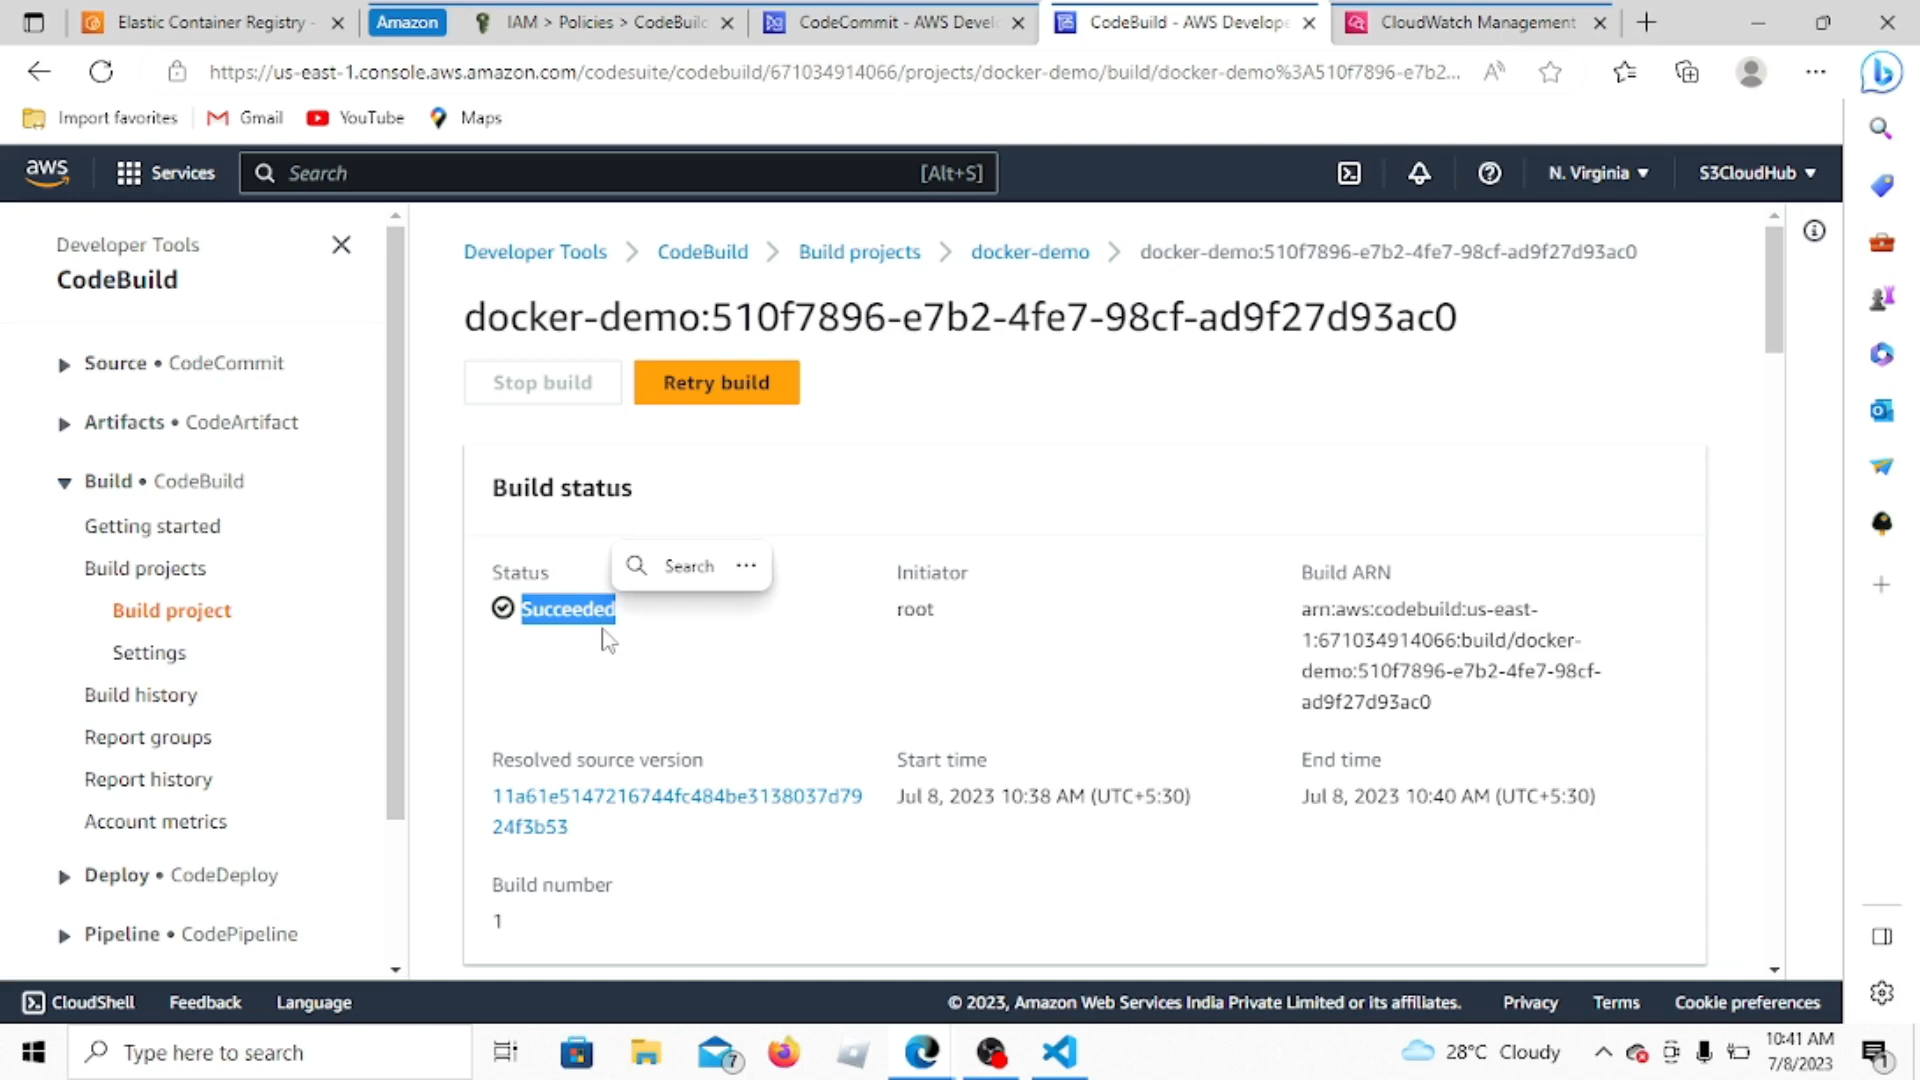 Elastic Container Registry -
Amazon
IAM > Policies > CodeBuild
CodeCommit - AWS Devel
CodeBuild - AWS Develope
CloudWatch Management
https://us-east-1.console.aws.amazon.com/codesuite/codebuild/671034914066/projects/docker-demo/build/docker-demo%3A510f7896-e7b2...
Import favorites
Gmail
YouTube
Maps
aws
Services
Search
[Alt+S]
N. Virginia
S3CloudHub
Developer Tools
CodeBuild
Source • CodeCommit
Artifacts • CodeArtifact
Build • CodeBuild
Getting started
Build projects
Build project
Settings
Build history
Report groups
Report history
Account metrics
Deploy • CodeDeploy
Pipeline • CodePipeline
Developer Tools > CodeBuild > Build projects > docker-demo > docker-demo:510f7896-e7b2-4fe7-98cf-ad9f27d93ac0
docker-demo:510f7896-e7b2-4fe7-98cf-ad9f27d93ac0
Stop build
Retry build
Build status
Status
Search
Succeeded
Initiator
root
Build ARN
arn:aws:codebuild:us-east-
1:671034914066:build/docker-
demo:510f7896-e7b2-4fe7-98cf-
ad9f27d93ac0
Resolved source version
11a61e5147216744fc484be3138037d79
24f3b53
Start time
Jul 8, 2023 10:38 AM (UTC+5:30)
End time
Jul 8, 2023 10:40 AM (UTC+5:30)
Build number
1
CloudShell
Feedback
Language
© 2023, Amazon Web Services India Private Limited or its affiliates.
Privacy
Terms
Cookie preferences
Type here to search
7
28°C Cloudy
10:41 AM
7/8/2023
1